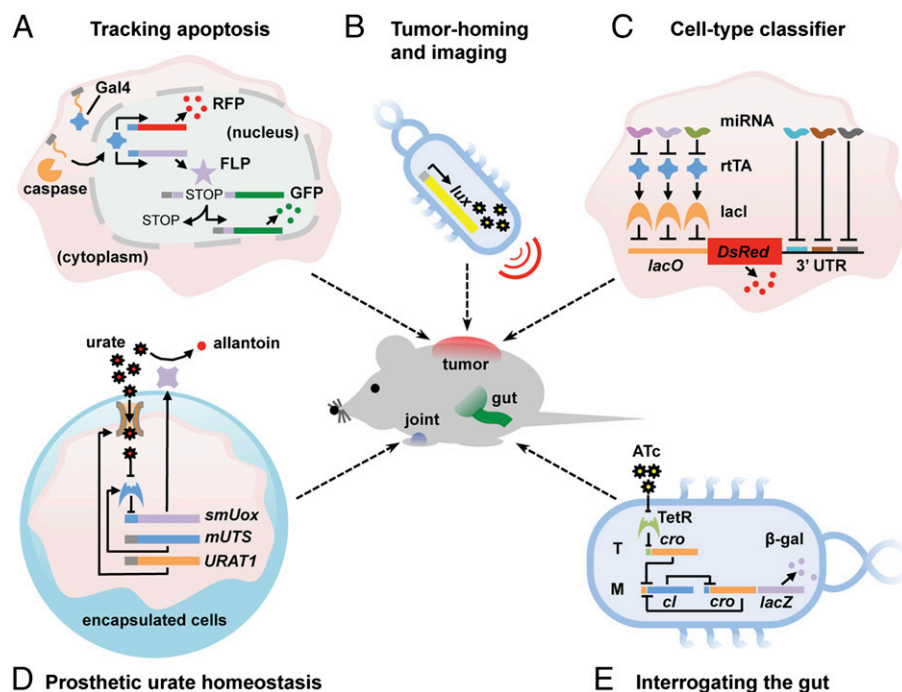 A Tracking apoptosis
Gal4
RFP
(nucleus)
FLP
caspase
STOP
GFP
STOP
(cytoplasm)
B Tumor-homing
and imaging
lux
C Cell-type classifier
miRNA
rtTA
lacI
lacO
DsRed
3' UTR
tumor
gut
joint
urate
allantoin
smUox
mUTS
URAT1
encapsulated cells
D Prosthetic urate homeostasis
ATc
TetR
T
cro
β-gal
M
cI
cro
lacZ
E Interrogating the gut